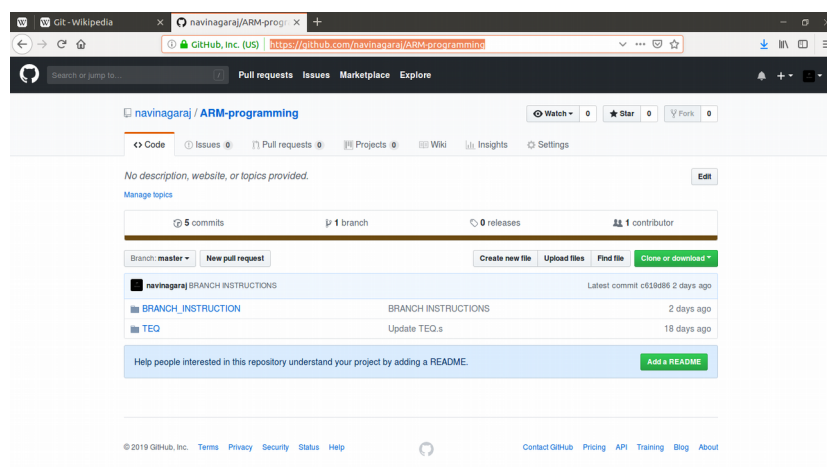 Git - Wikipedia
navinagaraj/ARM-progr
GitHub, Inc. (US) https://github.com/navinagaraj/ARM-programming
Search or jump to... / Pull requests Issues Marketplace Explore
navinagaraj / ARM-programming Watch 0 Star 0 Fork 0
Code Issues 0 Pull requests 0 Projects 0 Wiki Insights Settings
No description, website, or topics provided. Edit
Manage topics
5 commits 1 branch 0 releases 1 contributor
Branch: master New pull request Create new file Upload files Find file Clone or download
navinagaraj BRANCH INSTRUCTIONS Latest commit c619d86 2 days ago
BRANCH_INSTRUCTION BRANCH INSTRUCTIONS 2 days ago
TEQ Update TEQ.s 18 days ago
Help people interested in this repository understand your project by adding a README. Add a README
© 2019 GitHub, Inc. Terms Privacy Security Status Help Contact GitHub Pricing API Training Blog About